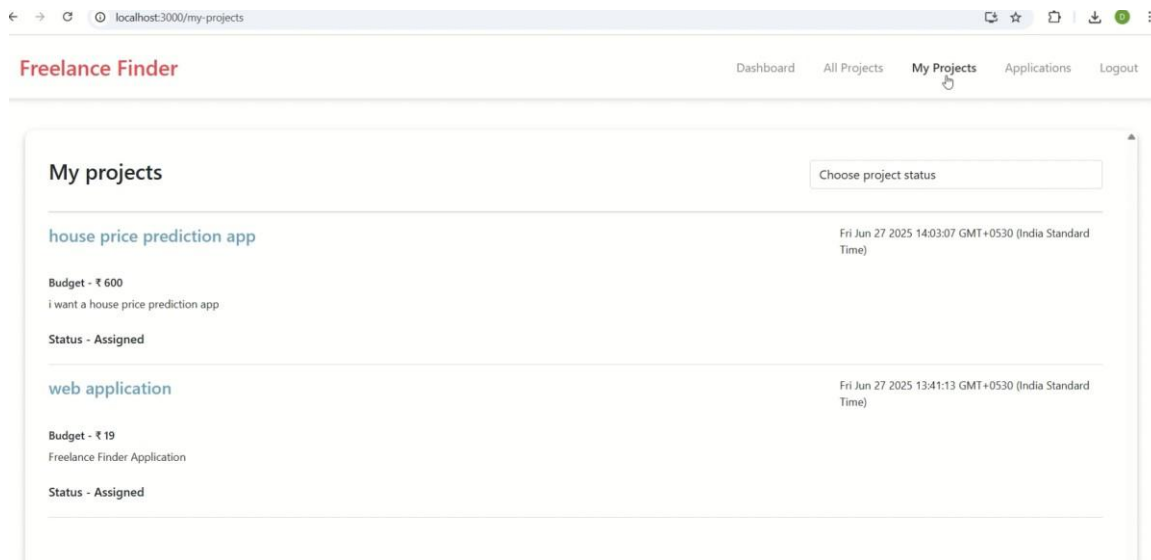 localhost:3000/my-projects
D
Freelance Finder
Dashboard All Projects My Projects Applications Logout
My projects
Choose project status
house price prediction app
Fri Jun 27 2025 14:03:07 GMT+0530 (India Standard
Time)
Budget - ₹ 600
i want a house price prediction app
Status - Assigned
web application
Fri Jun 27 2025 13:41:13 GMT+0530 (India Standard
Time)
Budget - ₹ 19
Freelance Finder Application
Status - Assigned